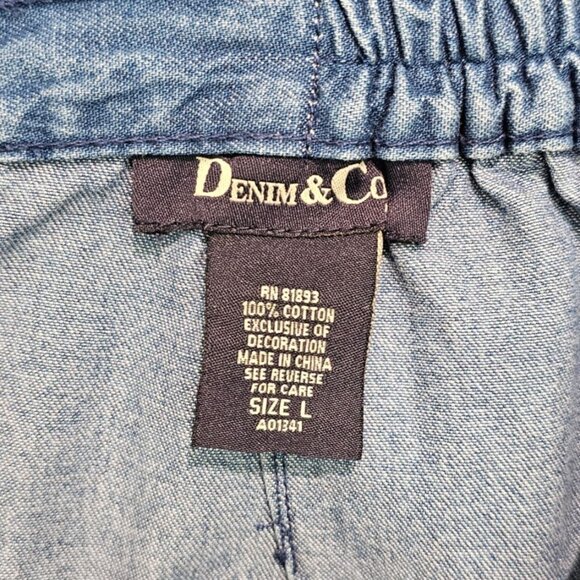 DENIM & Co
RN 81893
100% COTTON
EXCLUSIVE OF
DECORATION
MADE IN CHINA
SEE REVERSE
FOR CARE
SIZE L
A01341